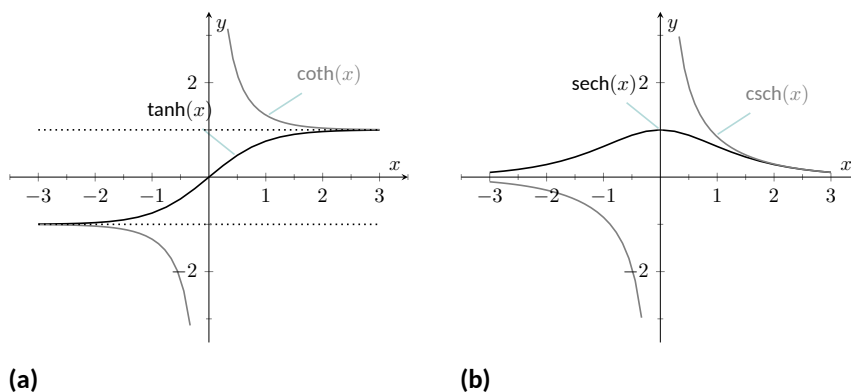 y
2
coth(x)
tanh(x)
x
−3 −2 −1 1 2 3
−2
(a)
y
sech(x) 2
csch(x)
x
−3 −2 −1 1 2 3
−2
(b)